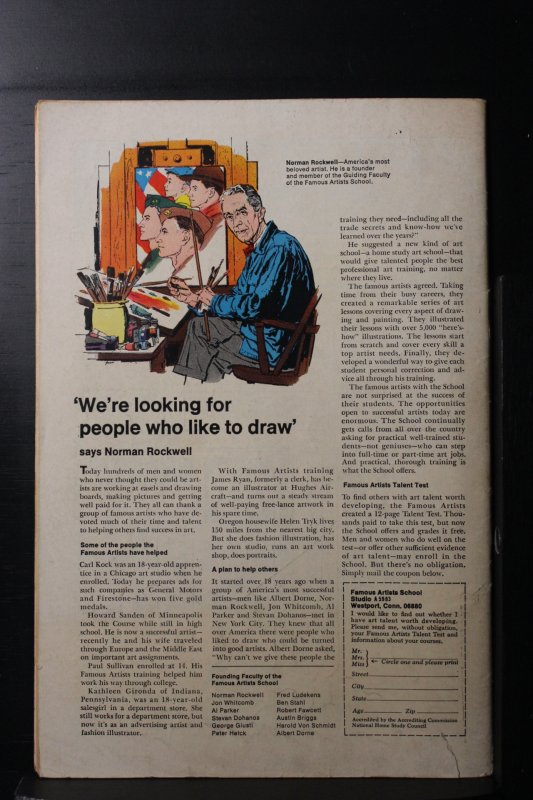 Norman Rockwell—America's most
beloved artist. He is a founder
and member of the Guiding Faculty
of the Famous Artists School.
'We're looking for
people who like to draw'
says Norman Rockwell
Today hundreds of men and women
who never thought they could be art-
ists are working at easels and drawing
boards, making pictures and getting
well paid for it. They all can thank a
group of famous artists who have de-
voted much of their time and talent
to helping others find success in art.
Some of the people the
Famous Artists have helped
Carl Kock was an 18-year-old appren-
tice in a Chicago art studio when he
enrolled. Today he prepares ads for
such companies as General Motors
and Firestone—has won five gold
medals.
Howard Sanden of Minneapolis
took the Course while still in high
school. He is now a successful artist—
recently he and his wife traveled
through Europe and the Middle East
on important art assignments.
Paul Sullivan enrolled at 14. His
Famous Artists training helped him
work his way through college.
Kathleen Gironda of Indiana,
Pennsylvania, was an 18-year-old
salesgirl in a department store. She
still works for a department store, but
now it's as an advertising artist and
fashion illustrator.
With Famous Artists training
James Ryan, formerly a clerk, has be-
come an illustrator at Hughes Air-
craft—and turns out a steady stream
of well-paying free-lance artwork in
his spare time.
Oregon housewife Helen Tryk lives
150 miles from the nearest big city.
But she does fashion illustration, has
her own studio, runs an art work
shop, does portraits.
A plan to help others
It started over 18 years ago when a
group of America's most successful
artists—men like Albert Dorne, Nor-
man Rockwell, Jon Whitcomb, Al
Parker and Stevan Dohanos—met in
New York City. They knew that all
over America there were people who
liked to draw who could be turned
into good artists. Albert Dorne asked,
"Why can't we give these people the
Founding Faculty of the
Famous Artists School
Norman Rockwell
Jon Whitcomb
Al Parker
Stevan Dohanos
George Giusti
Peter Helck
Fred Ludekens
Ben Stahl
Robert Fawcett
Austin Briggs
Harold Von Schmidt
Albert Dorne
training they need—including all the
trade secrets and know-how we've
learned over the years?"
He suggested a new kind of art
school—a home study art school—that
would give talented people the best
professional art training, no matter
where they live.
The famous artists agreed. Taking
time from their busy careers, they
created a remarkable series of art
lessons covering every aspect of draw-
ing and painting. They illustrated
their lessons with over 5,000 "here's-
how" illustrations. The lessons start
from scratch and cover every skill a
top artist needs. Finally, they de-
veloped a wonderful way to give each
student personal correction and ad-
vice all through his training.
The famous artists with the School
are not surprised at the success of
their students. The opportunities
open to successful artists today are
enormous. The School continually
gets calls from all over the country
asking for practical well-trained stu-
dents—not geniuses—who can step
into full-time or part-time art jobs.
And practical, thorough training is
what the School offers.
Famous Artists Talent Test
To find others with art talent worth
developing, the Famous Artists
created a 12-page Talent Test. Thou-
sands paid to take this test, but now
the School offers and grades it free.
Men and women who do well on the
test—or offer other sufficient evidence
of art talent—may enroll in the
School. But there's no obligation.
Simply mail the coupon below.
Famous Artists School
Studio A 5983
Westport, Conn. 06880
I would like to find out whether I
have art talent worth developing.
Please send me, without obligation,
your Famous Artists Talent Test and
information about your courses.
Mr.
Mrs.
Miss
← Circle one and please print
Street
City
State
Age Zip
Accredited by the Accrediting Commission
National Home Study Council